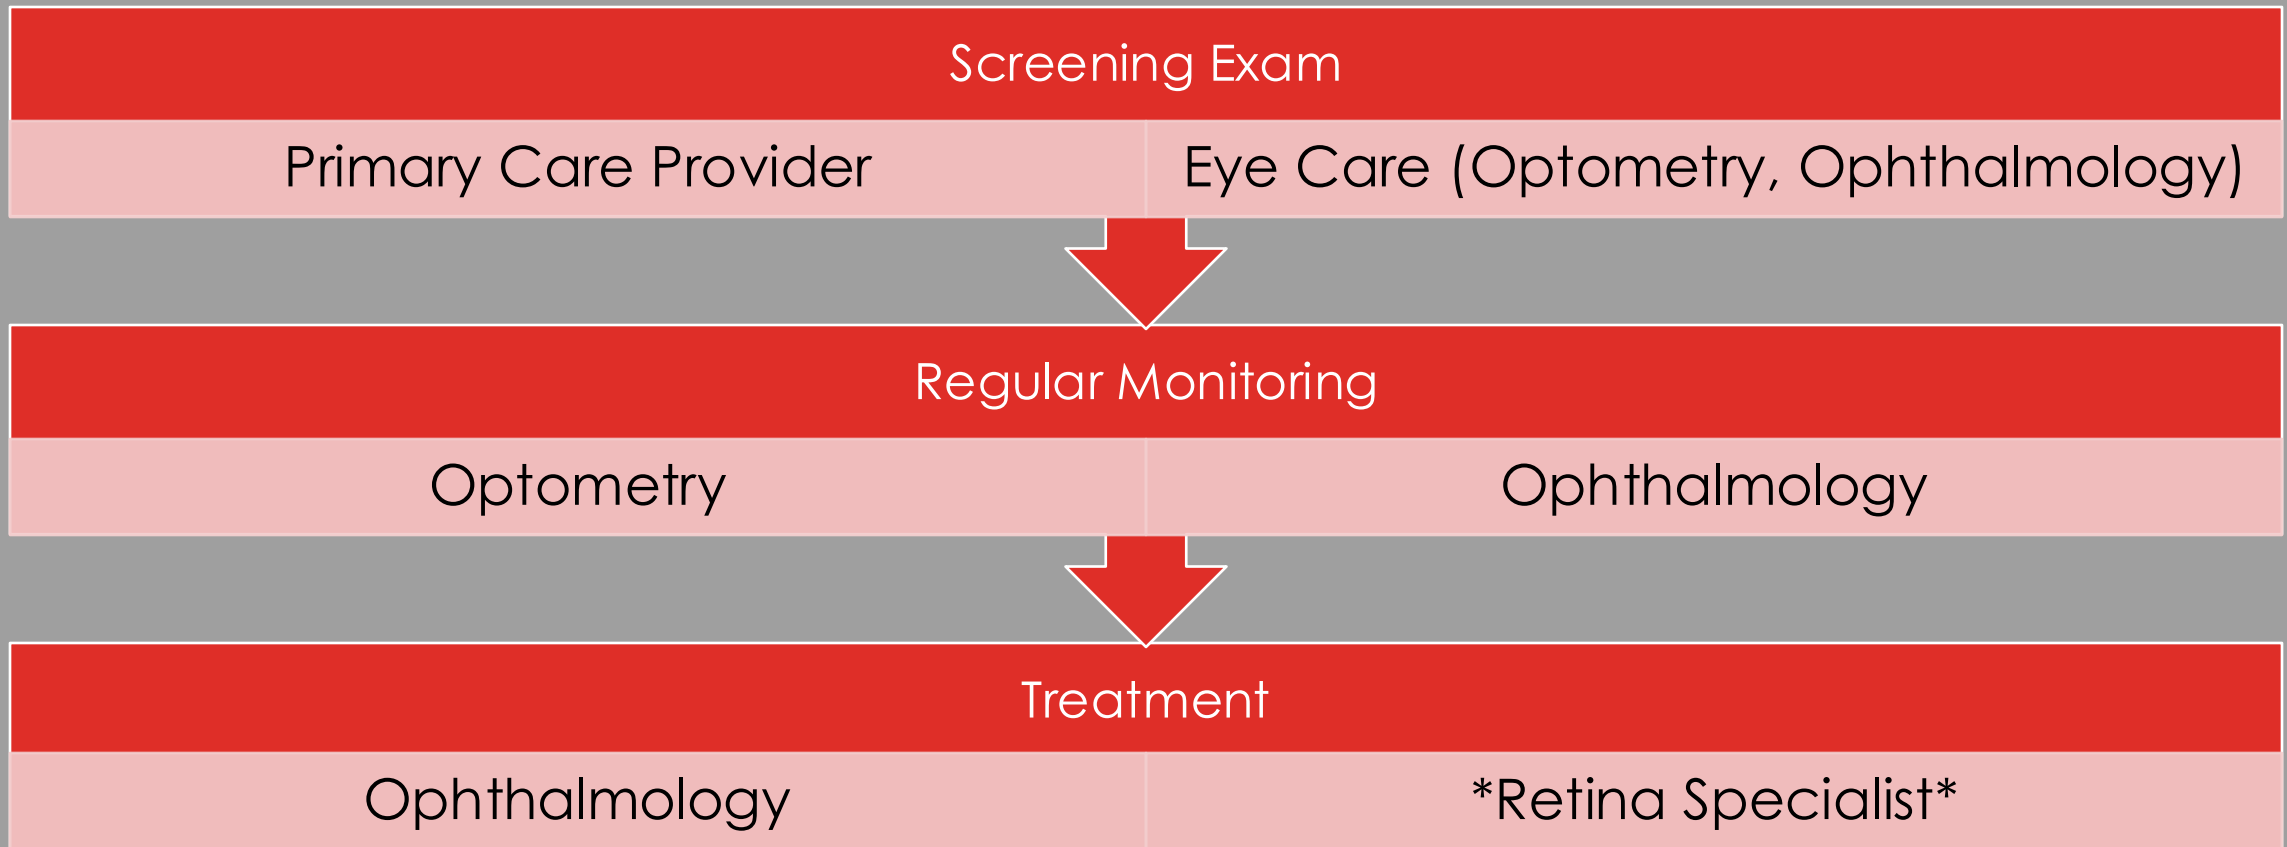 Screening Exam
Primary Care Provider
Eye Care (Optometry, Ophthalmology)
Regular Monitoring
Optometry
Ophthalmology
Treatment
Ophthalmology
*Retina Specialist*